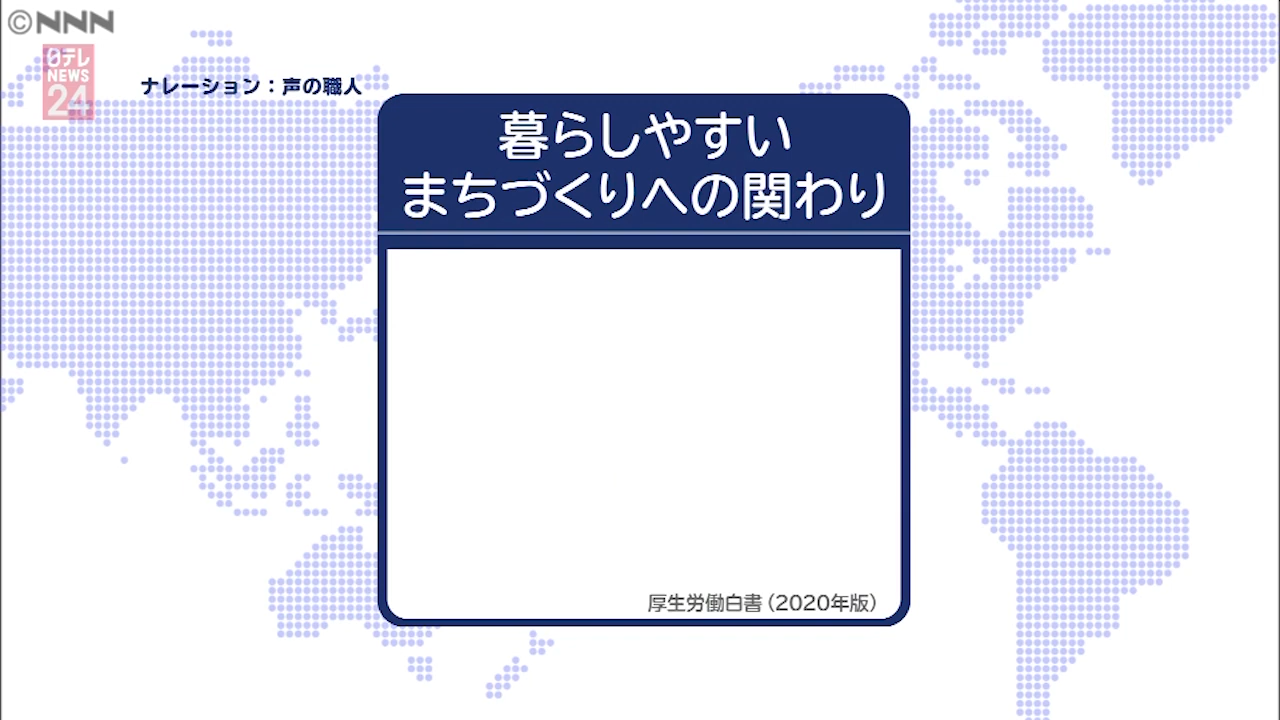 ©NNN
日テレ
NEWS
24
ナレーション：声の職人
暮らしやすい
まちづくりへの関わり
厚生労働白書（2020年版）